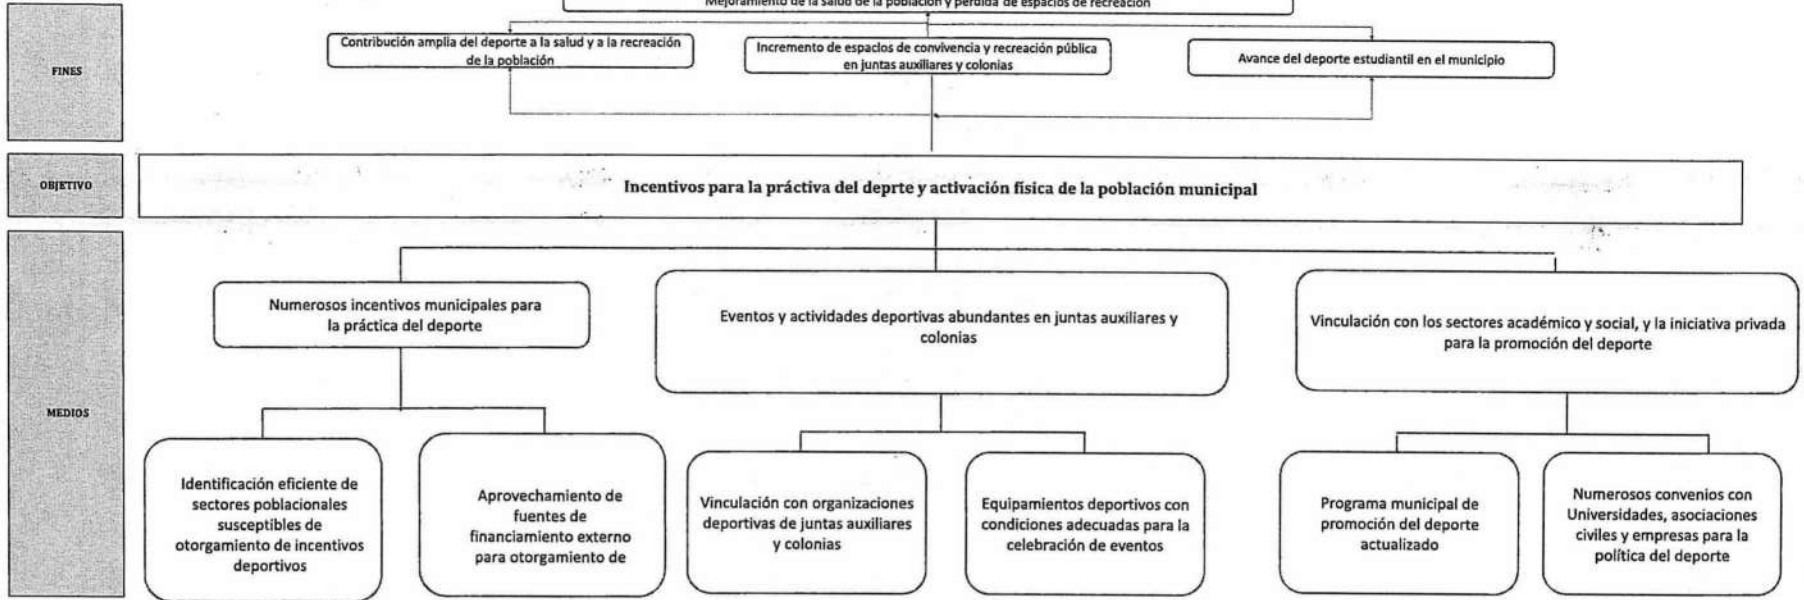 Mejoramiento de la salud de la población y pérdida de espacios de recreación
FINES
Contribución amplia del deporte a la salud y a la recreación
de la población
Incremento de espacios de convivencia y recreación pública
en juntas auxiliares y colonias
Avance del deporte estudiantil en el municipio
OBJETIVO
Incentivos para la práctiva del deprte y activación física de la población municipal
MEDIOS
Numerosos incentivos municipales para
la práctica del deporte
Eventos y actividades deportivas abundantes en juntas auxiliares y
colonias
Vinculación con los sectores académico y social, y la iniciativa privada
para la promoción del deporte
Identificación eficiente de
sectores poblacionales
susceptibles de
otorgamiento de incentivos
deportivos
Aprovechamiento de
fuentes de
financiamiento externo
para otorgamiento de
Vinculación con organizaciones
deportivas de juntas auxiliares
y colonias
Equipamientos deportivos con
condiciones adecuadas para la
celebración de eventos
Programa municipal de
promoción del deporte
actualizado
Numerosos convenios con
Universidades, asociaciones
civiles y empresas para la
política del deporte